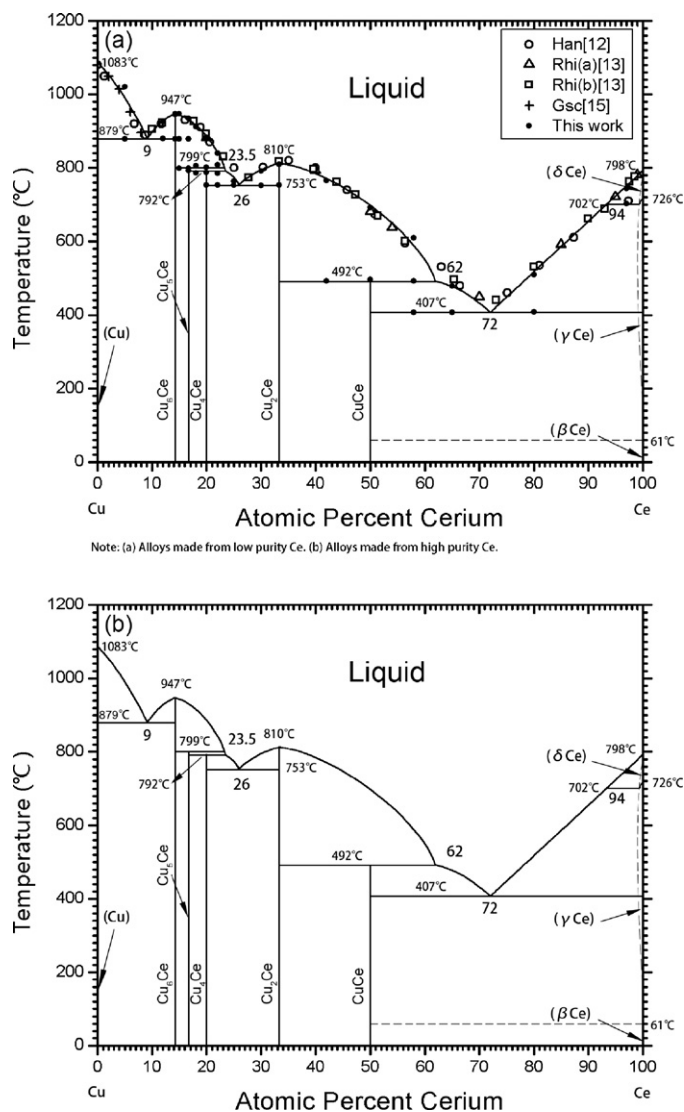 (a)
1200
1000
800
600
400
200
0
Temperature (℃)
1083℃
947℃
879℃
9
799℃
23.5
810℃
792℃
26
753℃
Liquid
Han[12]
Rhi(a)[13]
Rhi(b)[13]
Gsc[15]
This work
798℃
(δ Ce)
726℃
702℃
94
492℃
62
407℃
72
(γ Ce)
(β Ce)
61℃
(Cu)
Cu₆Ce
Cu₅Ce
Cu₄Ce
Cu₂Ce
CuCe
0 10 20 30 40 50 60 70 80 90 100
Cu
Atomic Percent Cerium
Ce
Note: (a) Alloys made from low purity Ce. (b) Alloys made from high purity Ce.
(b)
1200
1000
800
600
400
200
0
Temperature (℃)
1083℃
947℃
879℃
9
799℃
23.5
810℃
792℃
26
753℃
Liquid
798℃
(δ Ce)
726℃
702℃
94
492℃
62
407℃
72
(γ Ce)
(β Ce)
61℃
(Cu)
Cu₆Ce
Cu₅Ce
Cu₄Ce
Cu₂Ce
CuCe
0 10 20 30 40 50 60 70 80 90 100
Cu
Atomic Percent Cerium
Ce